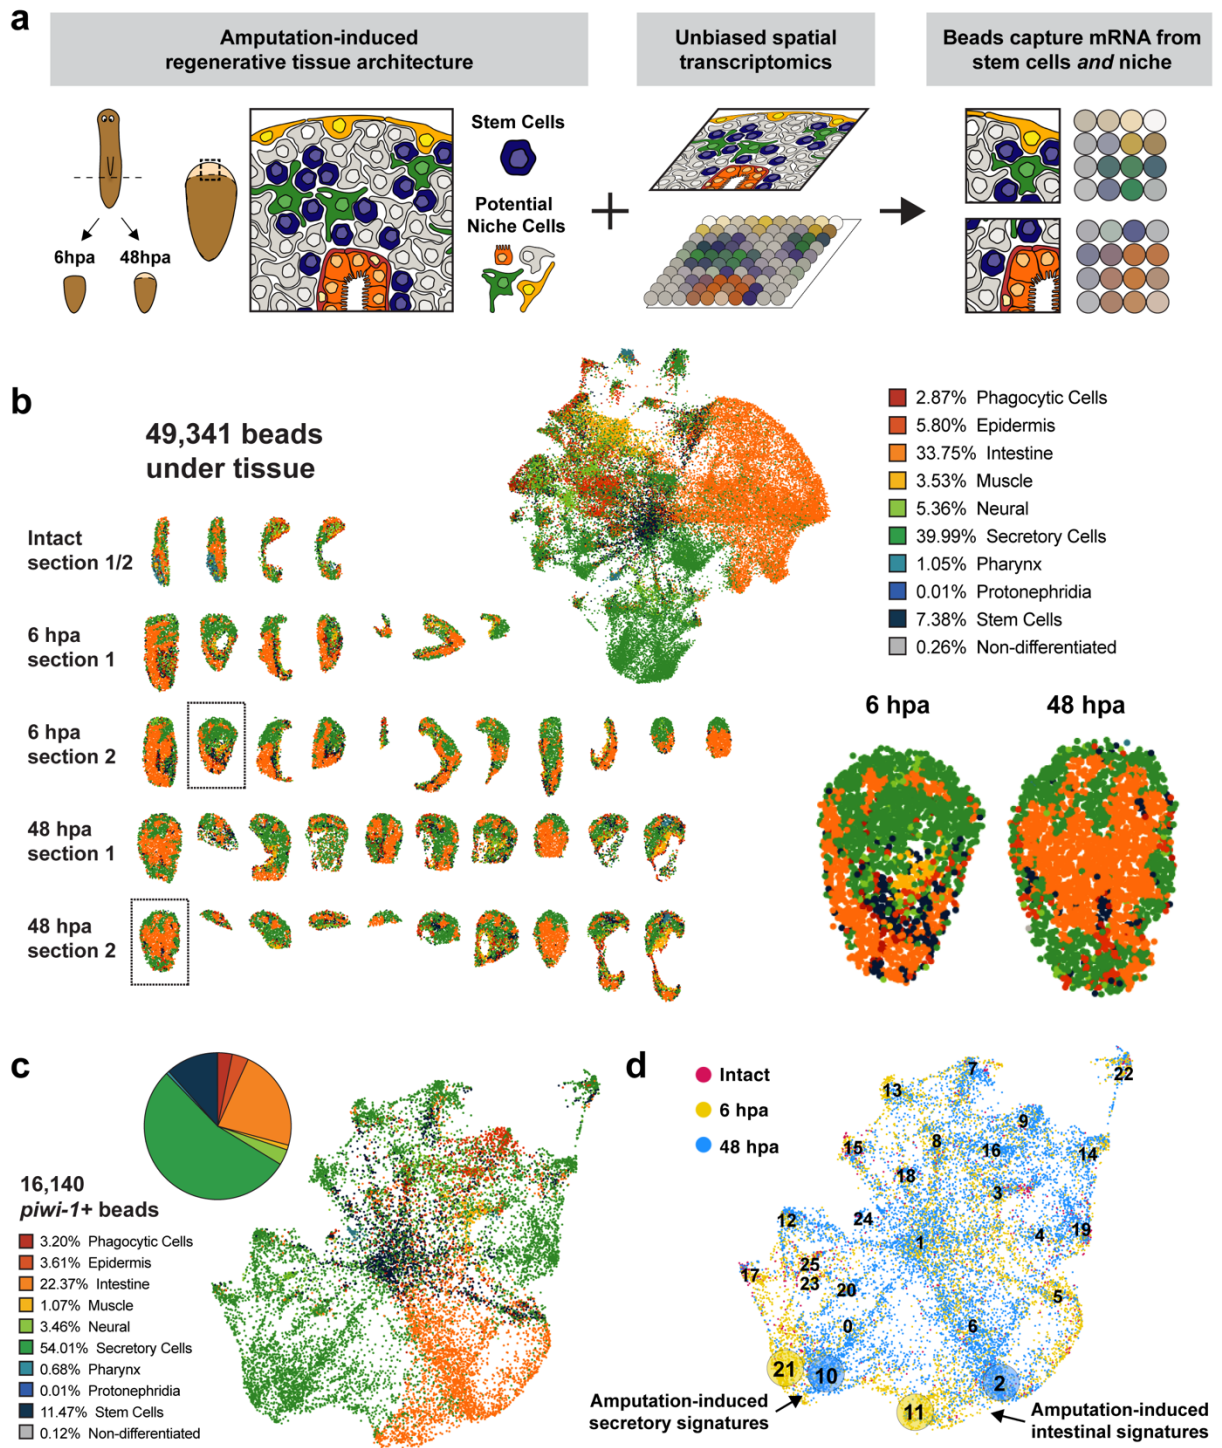 a
Amputation-induced
regenerative tissue architecture
Unbiased spatial
transcriptomics
Beads capture mRNA from
stem cells and niche
Stem Cells
Potential
Niche Cells
6hpa
48hpa
b
49,341 beads
under tissue
Intact
section 1/2
6 hpa
section 1
6 hpa
section 2
48 hpa
section 1
48 hpa
section 2
2.87% Phagocytic Cells
5.80% Epidermis
33.75% Intestine
3.53% Muscle
5.36% Neural
39.99% Secretory Cells
1.05% Pharynx
0.01% Protonephridia
7.38% Stem Cells
0.26% Non-differentiated
6 hpa
48 hpa
c
16,140
piwi-1+ beads
3.20% Phagocytic Cells
3.61% Epidermis
22.37% Intestine
1.07% Muscle
3.46% Neural
54.01% Secretory Cells
0.68% Pharynx
0.01% Protonephridia
11.47% Stem Cells
0.12% Non-differentiated
d
Intact
6 hpa
48 hpa
7
22
13
9
8
16
15
14
18
3
12
24
4
19
1
25
17
23
20
5
0
6
21
10
2
11
Amputation-induced
secretory signatures
Amputation-induced
intestinal signatures